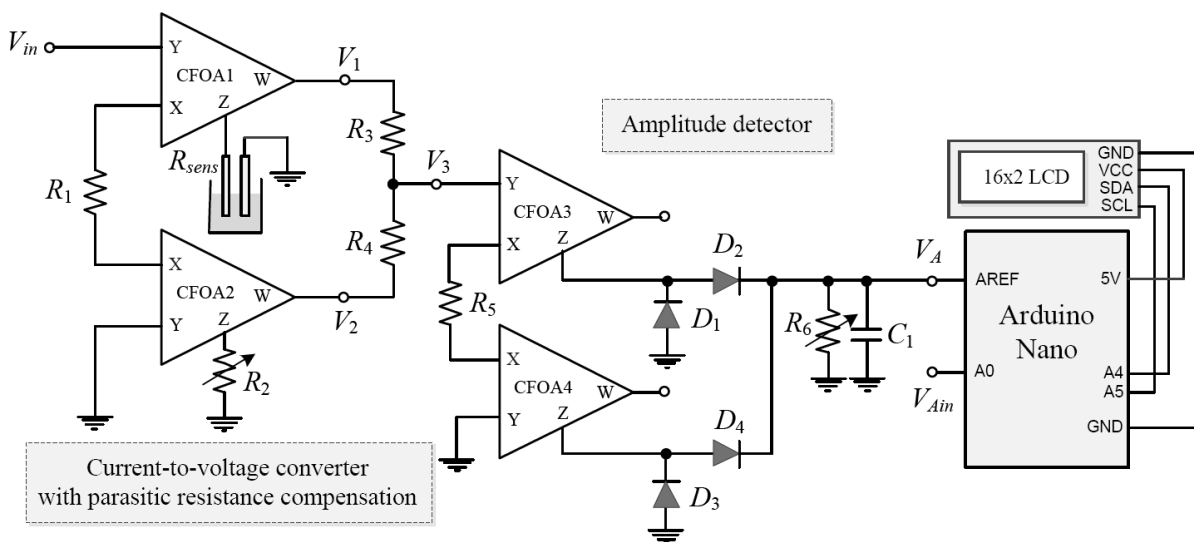 V_in
Y
CFOA1
W
X
Z
V_1
R_sens
R_1
R_3
V_3
R_4
X
CFOA2
W
Y
Z
V_2
R_2
Current-to-voltage converter
with parasitic resistance compensation
Amplitude detector
Y
CFOA3
W
X
Z
R_5
X
CFOA4
W
Y
Z
D_2
D_1
D_4
D_3
R_6
C_1
V_A
16x2 LCD
GND
VCC
SDA
SCL
AREF
5V
Arduino
Nano
A0
A4
A5
V_Ain
GND